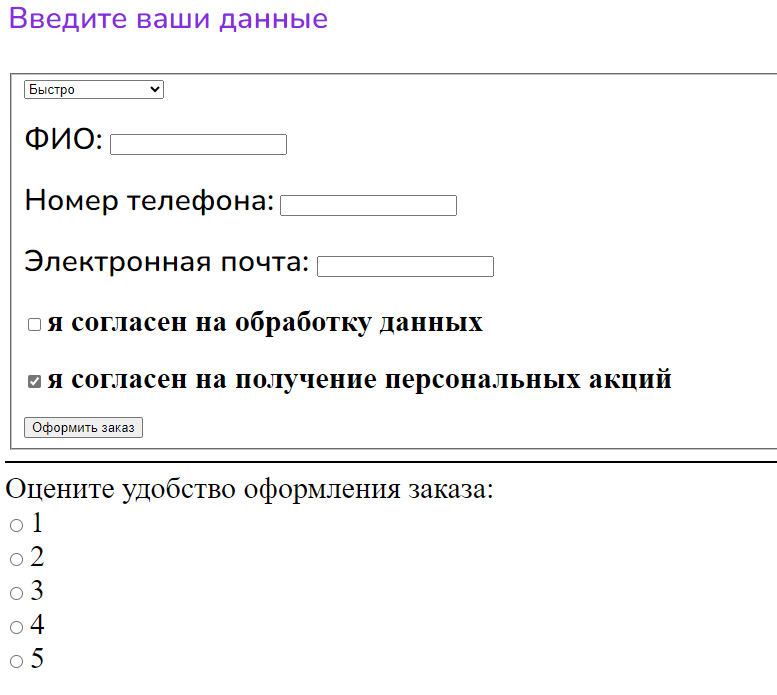 Введите ваши данные
Быстро
ФИО:
Номер телефона:
Электронная почта:
я согласен на обработку данных
я согласен на получение персональных акций
Оформить заказ
Оцените удобство оформления заказа:
1
2
3
4
5